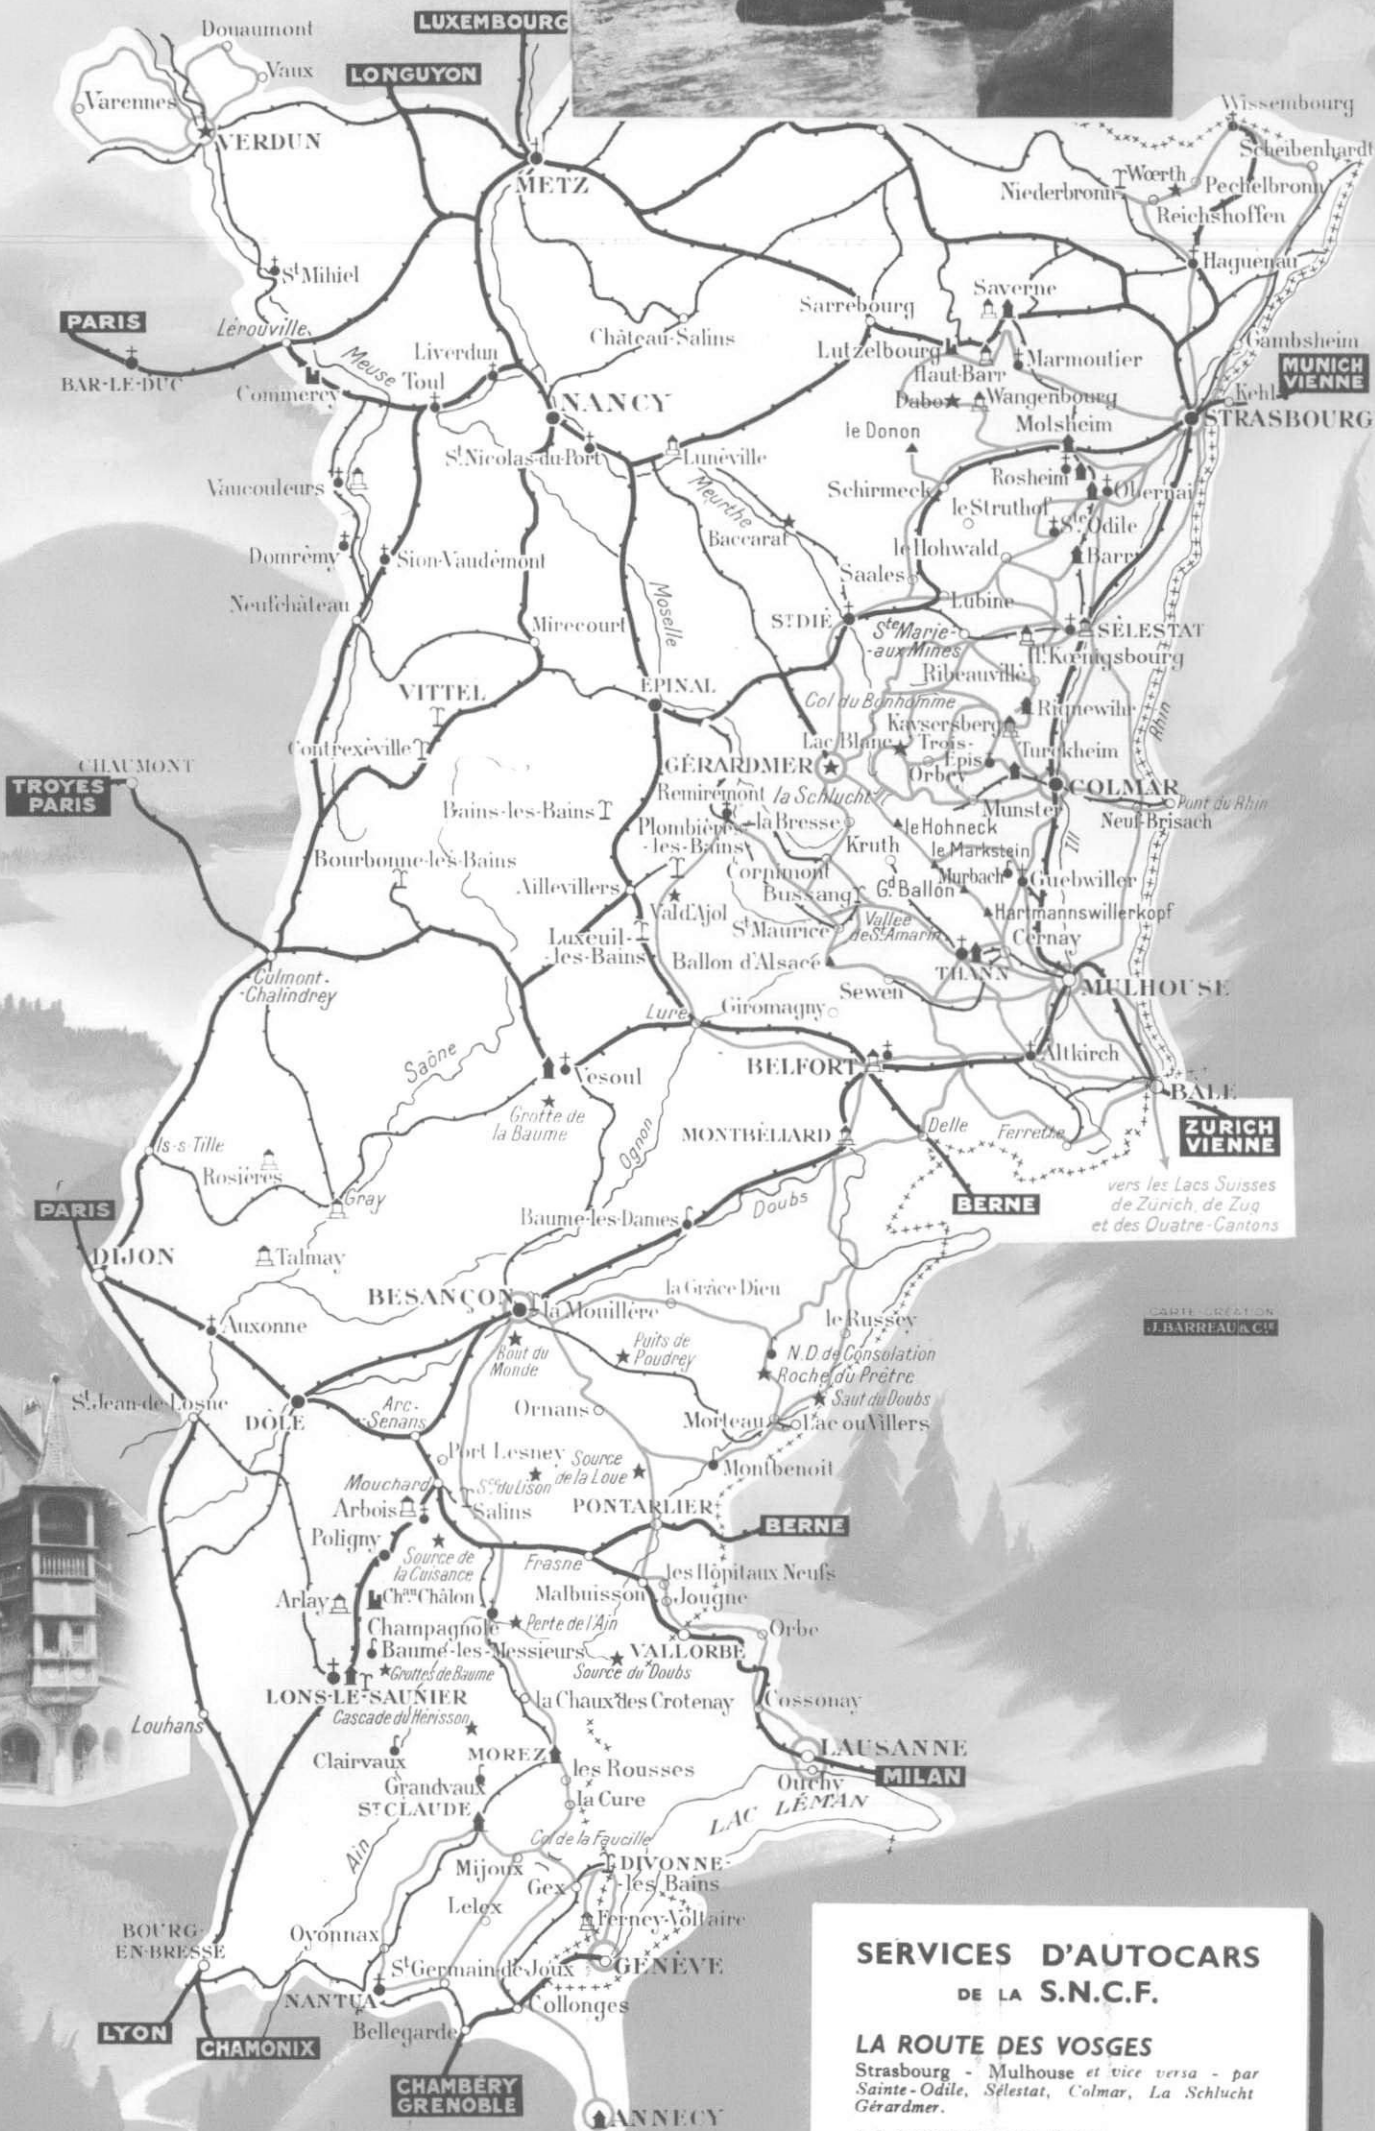 LUXEMBOURG
Douaumont
Vaux
LONGUYON
Varennes
VERDUN
METZ
Wissembourg
Scheibenhardt
Wœrth
Niederbronn
Pechelbronn
Reichshoffen
Haguenau
St Mihiel
Saverne
PARIS
Sarrebourg
Lérouville
Château-Salins
Gambsheim
Meuse
Liverdun
Lutzelbourg
Marmoutier
BAR-LE-DUC
Toul
Haut-Barr
MUNICH
VIENNE
Commercy
Kehl
NANCY
Dabo
Wangenbourg
Molsheim
STRASBOURG
le Donon
St Nicolas-du-Port
Lunéville
Rosheim
Vaucouleurs
Meurthe
Schirmeck
Obernai
le Struthof
Ste Odile
Baccarat
Domrémy
Sion-Vaudémont
le Hohwald
Barr
Saales
Neufchâteau
Moselle
Lubine
Mirecourt
ST DIÉ
Ste Marie-
-aux Mines
SÉLESTAT
Ht Kœnigsbourg
Ribeauvillé
VITTEL
EPINAL
Col du Bonhomme
Riquewihr
Rhin
Kaysersberg
Contrexéville
Lac Blanc
Trois-
Epis
Turckheim
CHAUMONT
GÉRARDMER
Orbey
TROYES
PARIS
COLMAR
Remiremont
la Schlucht
Munster
Pont du Rhin
Bains-les-Bains
Neuf-Brisach
Plombières-
-les-Bains
la Bresse
le Hohneck
Ill
Kruth
le Markstein
Bourbonne-les-Bains
Cornimont
Murbach
Guebwiller
Aillevillers
Bussang
Gd Ballon
Val d'Ajol
Hartmannswillerkopf
St Maurice
Vallée
de St Amarin
Luxeuil-
-les-Bains
Cernay
Ballon d'Alsace
THANN
Culmont-
-Chalindrey
Sewen
MULHOUSE
Lure
Giromagny
Saône
BELFORT
Altkirch
Vesoul
BÂLE
Grotte de
la Baume
Ognon
MONTBÉLIARD
Delle
Ferrette
ZURICH
VIENNE
Is-s-Tille
Rosières
Gray
vers les Lacs Suisses
de Zürich, de Zug
et des Quatre-Cantons
PARIS
Doubs
BERNE
Baume-les-Dames
DIJON
Talmay
BESANÇON
la Grâce Dieu
la Mouillère
CARTE-CRÉATION
J. BARREAU & Cie
Auxonne
le Russey
Bout du
Monde
Puits de
Poudrey
N.D. de Consolation
Roche du Prêtre
St Jean-de-Losne
Saut du Doubs
Arc-
-Senans
Ornans
DÔLE
Morteau
Lac ou Villers
Port Lesney
Source
de la Loue
Montbenoit
Mouchard
Sce du Lison
Arbois
Salins
PONTARLIER
BERNE
Poligny
Source de
la Cuisance
Frasne
les Hôpitaux Neufs
Arlay
Chau Châlon
Malbuisson
Jougne
Champagnole
Perte de l'Ain
Orbe
Baume-les-Messieurs
VALLORBE
Grottes de Baume
Source du Doubs
LONS-LE-SAUNIER
la Chaux des Crotenay
Cossonay
Louhans
Cascade du Hérisson
Clairvaux
MOREZ
LAUSANNE
les Rousses
Ouchy
MILAN
Grandvaux
ST CLAUDE
la Cure
LAC LÉMAN
Ain
Col de la Faucille
Mijoux
DIVONNE-
-les Bains
Gex
Lelex
Ferney-Voltaire
BOURG-
EN-BRESSE
Oyonnax
SERVICES D'AUTOCARS
DE LA S.N.C.F.
St Germain-de-Joux
GENÈVE
NANTUA
Collonges
LYON
Bellegarde
CHAMONIX
LA ROUTE DES VOSGES
Strasbourg - Mulhouse et vice versa - par
Sainte-Odile, Sélestat, Colmar, La Schlucht
Gérardmer.
CHAMBÉRY
GRENOBLE
ANNECY